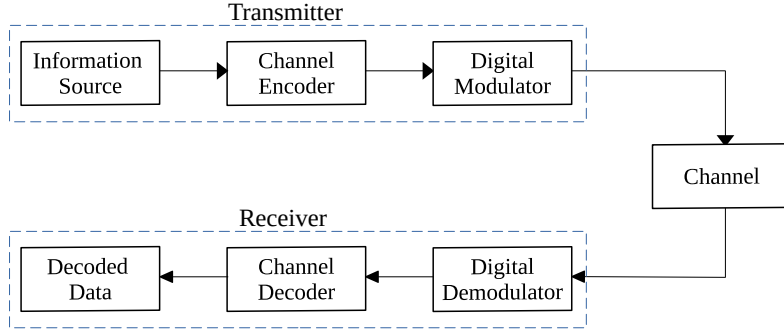 Transmitter
Information
Source
Channel
Encoder
Digital
Modulator
Channel
Receiver
Decoded
Data
Channel
Decoder
Digital
Demodulator